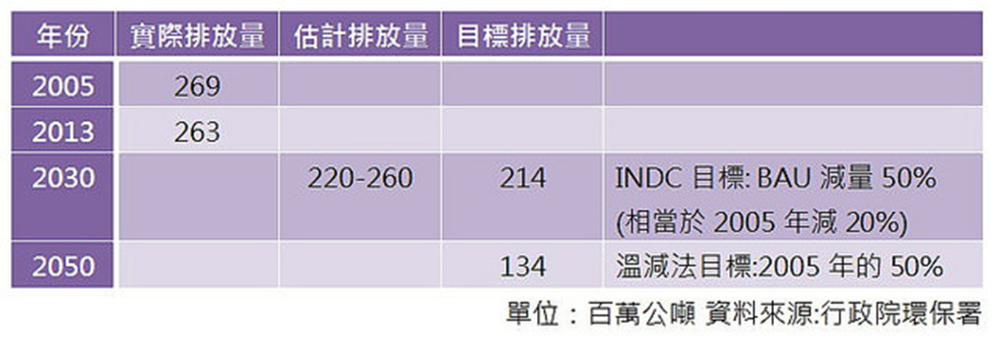 年份 實際排放量 估計排放量 目標排放量
2005 269
2013 263
2030 220-260 214 INDC 目標: BAU 減量 50%
(相當於 2005 年減 20%)
2050 134 溫減法目標:2005 年的 50%
單位：百萬公噸 資料來源:行政院環保署